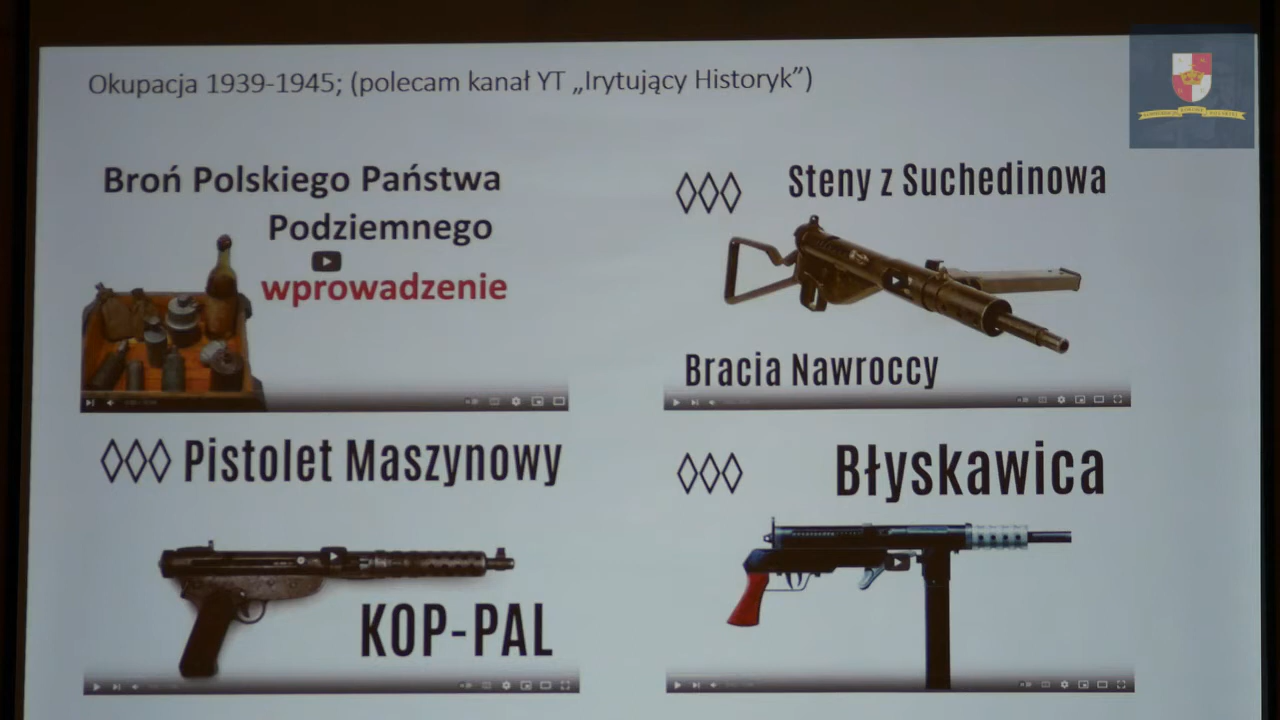 Okupacja 1939-1945; (polecam kanał YT „Irytujący Historyk”)
Broń Polskiego Państwa
Podziemnego
wprowadzenie
◊◊◊ Steny z Suchedinowa
Bracia Nawroccy
◊◊◊ Pistolet Maszynowy
KOP-PAL
◊◊◊ Błyskawica